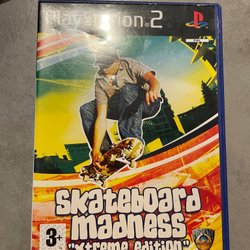 PlayStation 2
skateboard
madness
"xtreme edition"
3+